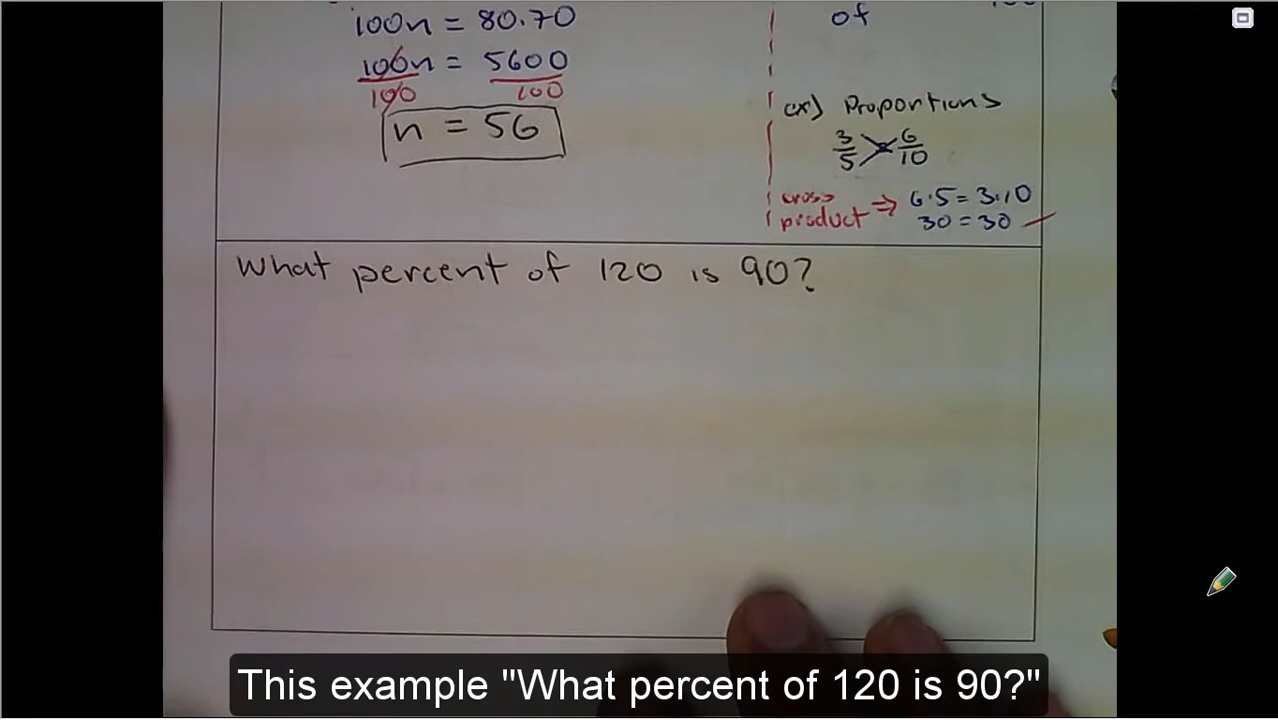 100n = 80.70
100n = 5600
100 100
n = 56
of
ex) Proportions
3/5 6/10
cross product ⇒ 6·5 = 3·10
30 = 30
What percent of 120 is 90?
This example "What percent of 120 is 90?"